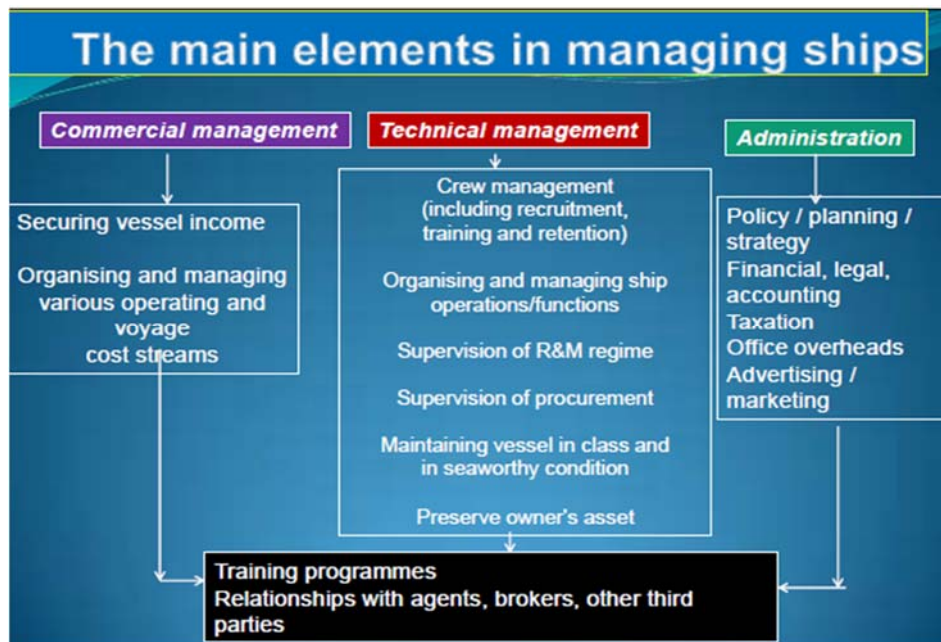 The main elements in managing ships
Commercial management
Securing vessel income
Organising and managing
various operating and
voyage
cost streams
Technical management
Crew management
(including recruitment,
training and retention)
Organising and managing ship
operations/functions
Supervision of R&M regime
Supervision of procurement
Maintaining vessel in class and
in seaworthy condition
Preserve owner's asset
Administration
Policy / planning /
strategy
Financial, legal,
accounting
Taxation
Office overheads
Advertising /
marketing
Training programmes
Relationships with agents, brokers, other third
parties